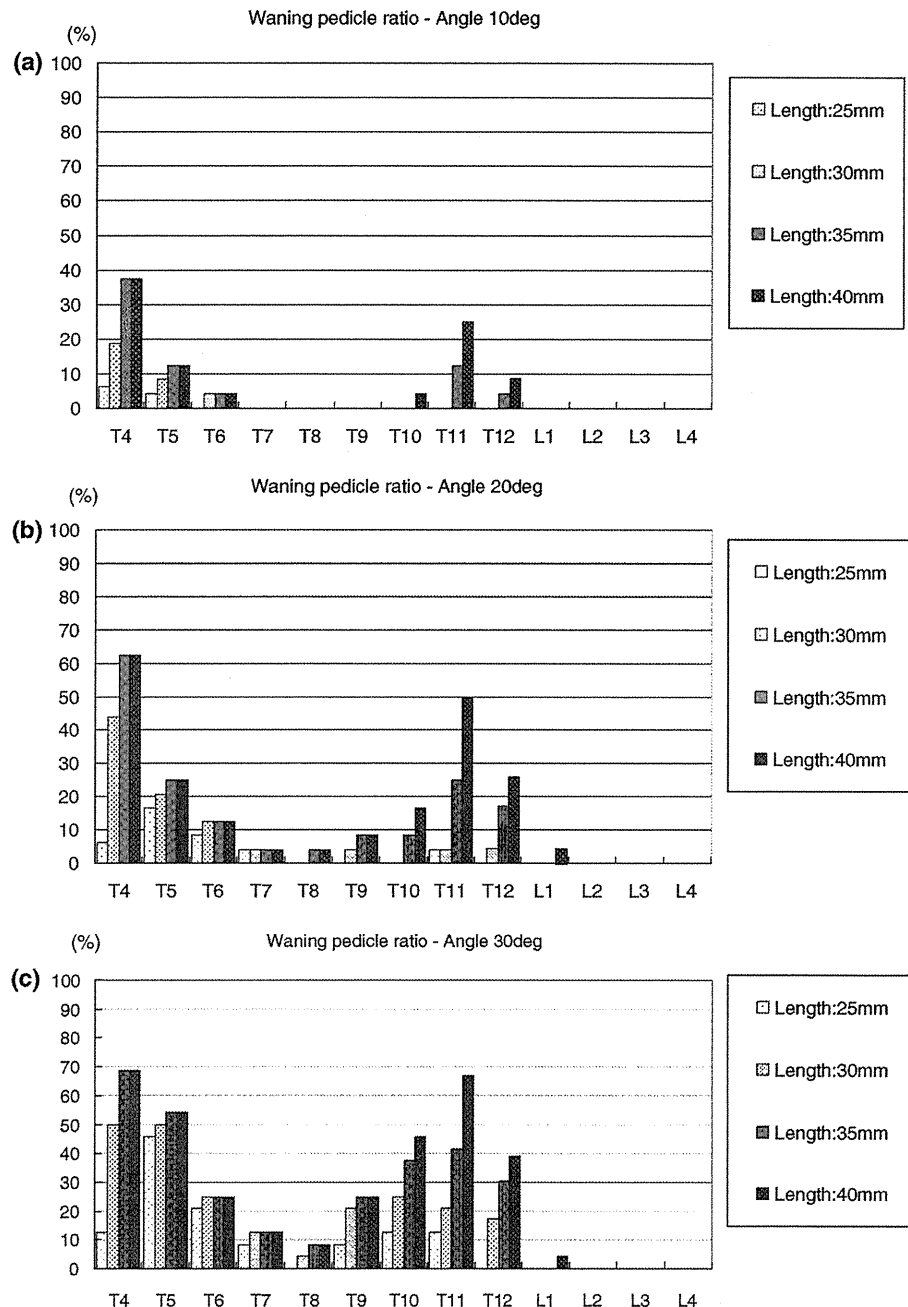 Waning pedicle ratio - Angle 10deg
(%)
(a)
100
90
80
70
60
50
40
30
20
10
0
T4 T5 T6 T7 T8 T9 T10 T11 T12 L1 L2 L3 L4
Length:25mm
Length:30mm
Length:35mm
Length:40mm
Waning pedicle ratio - Angle 20deg
(%)
(b)
100
90
80
70
60
50
40
30
20
10
0
T4 T5 T6 T7 T8 T9 T10 T11 T12 L1 L2 L3 L4
Length:25mm
Length:30mm
Length:35mm
Length:40mm
Waning pedicle ratio - Angle 30deg
(%)
(c)
100
90
80
70
60
50
40
30
20
10
0
T4 T5 T6 T7 T8 T9 T10 T11 T12 L1 L2 L3 L4
Length:25mm
Length:30mm
Length:35mm
Length:40mm